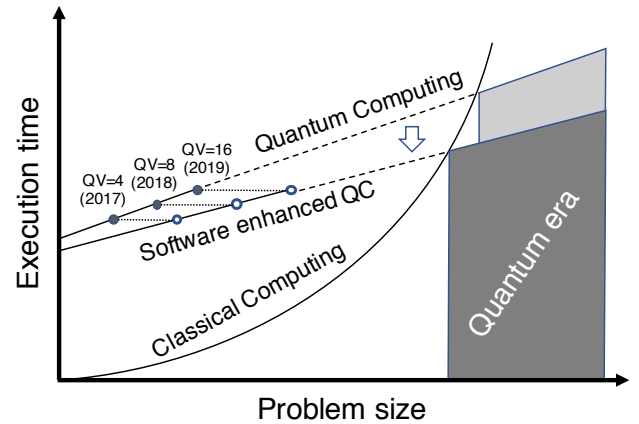 Execution time
QV=4
(2017)
QV=8
(2018)
QV=16
(2019)
Quantum Computing
Software enhanced QC
Classical Computing
Quantum era
Problem size